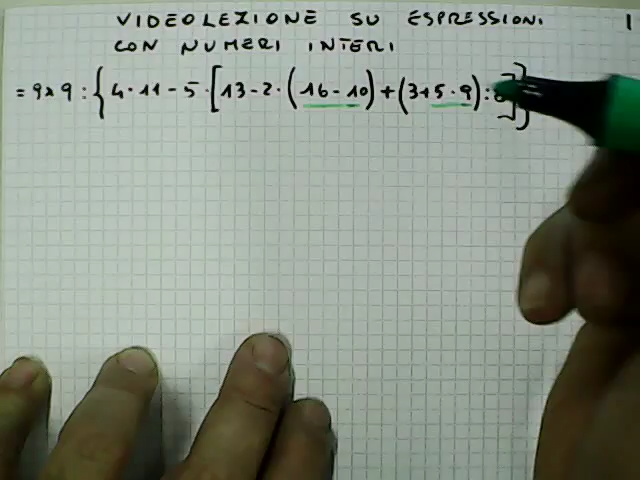 VIDEOLEZIONE SU ESPRESSIONI 1
CON NUMERI INTERI
= 9×9 : { 4 · 11 - 5 · [ 13 - 2 · ( 16 - 10 ) + ( 3 + 5 · 9 ) : ] }